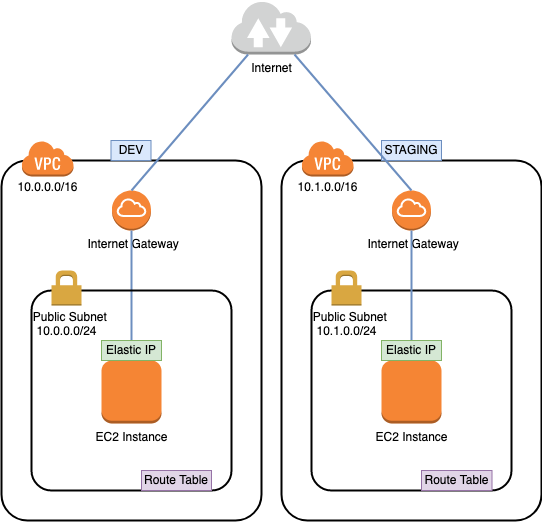 Internet
DEV
VPC
10.0.0.0/16
Internet Gateway
Public Subnet
10.0.0.0/24
Elastic IP
EC2 Instance
Route Table
STAGING
VPC
10.1.0.0/16
Internet Gateway
Public Subnet
10.1.0.0/24
Elastic IP
EC2 Instance
Route Table